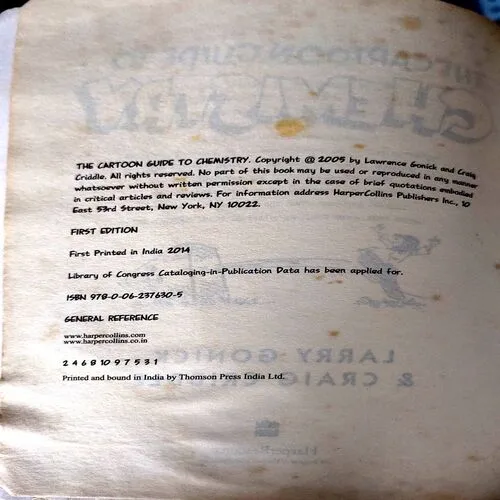 THE CARTOON GUIDE TO CHEMISTRY. Copyright @ 2005 by Lawrence Gonick and Craig
Criddle. All rights reserved. No part of this book may be used or reproduced in any manner
whatsoever without written permission except in the case of brief quotations embodied
in critical articles and reviews. For information address HarperCollins Publishers Inc., 10
East 53rd Street, New York, NY 10022.
FIRST EDITION
First Printed in India 2014
Library of Congress Cataloging-in-Publication Data has been applied for.
ISBN 978-0-06-237630-5
GENERAL REFERENCE
www.harpercollins.com
www.harpercollins.co.in
2 4 6 8 10 9 7 5 3 1
Printed and bound in India by Thomson Press India Ltd.